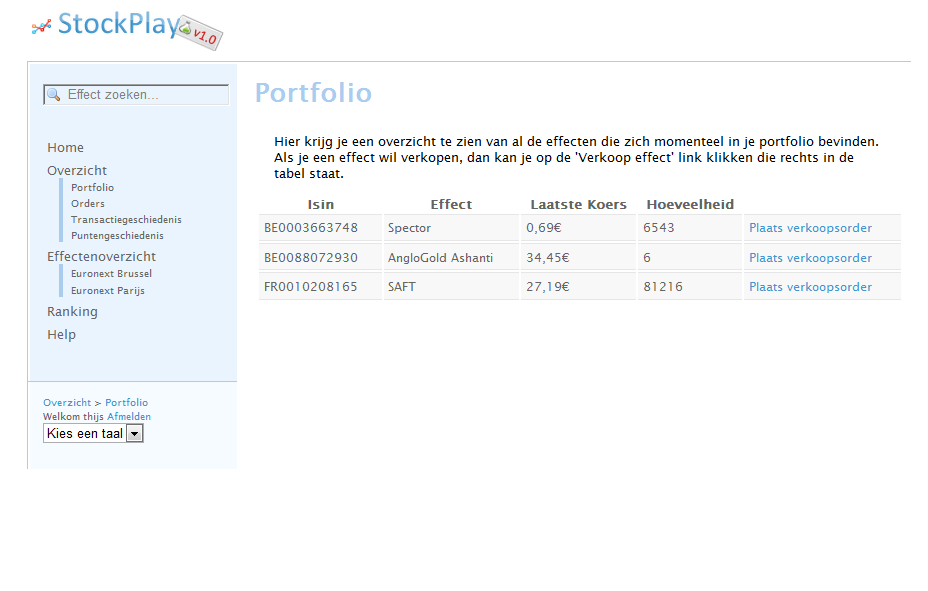 StockPlay v1.0
Effect zoeken...
Home
Overzicht
Portfolio
Orders
Transactiegeschiedenis
Puntengeschiedenis
Effectenoverzicht
Euronext Brussel
Euronext Parijs
Ranking
Help
Overzicht > Portfolio
Welkom thijs Afmelden
Kies een taal
Portfolio
Hier krijg je een overzicht te zien van al de effecten die zich momenteel in je portfolio bevinden.
Als je een effect wil verkopen, dan kan je op de 'Verkoop effect' link klikken die rechts in de
tabel staat.
Isin Effect Laatste Koers Hoeveelheid
BE0003663748 Spector 0,69€ 6543 Plaats verkoopsorder
BE0088072930 AngloGold Ashanti 34,45€ 6 Plaats verkoopsorder
FR0010208165 SAFT 27,19€ 81216 Plaats verkoopsorder